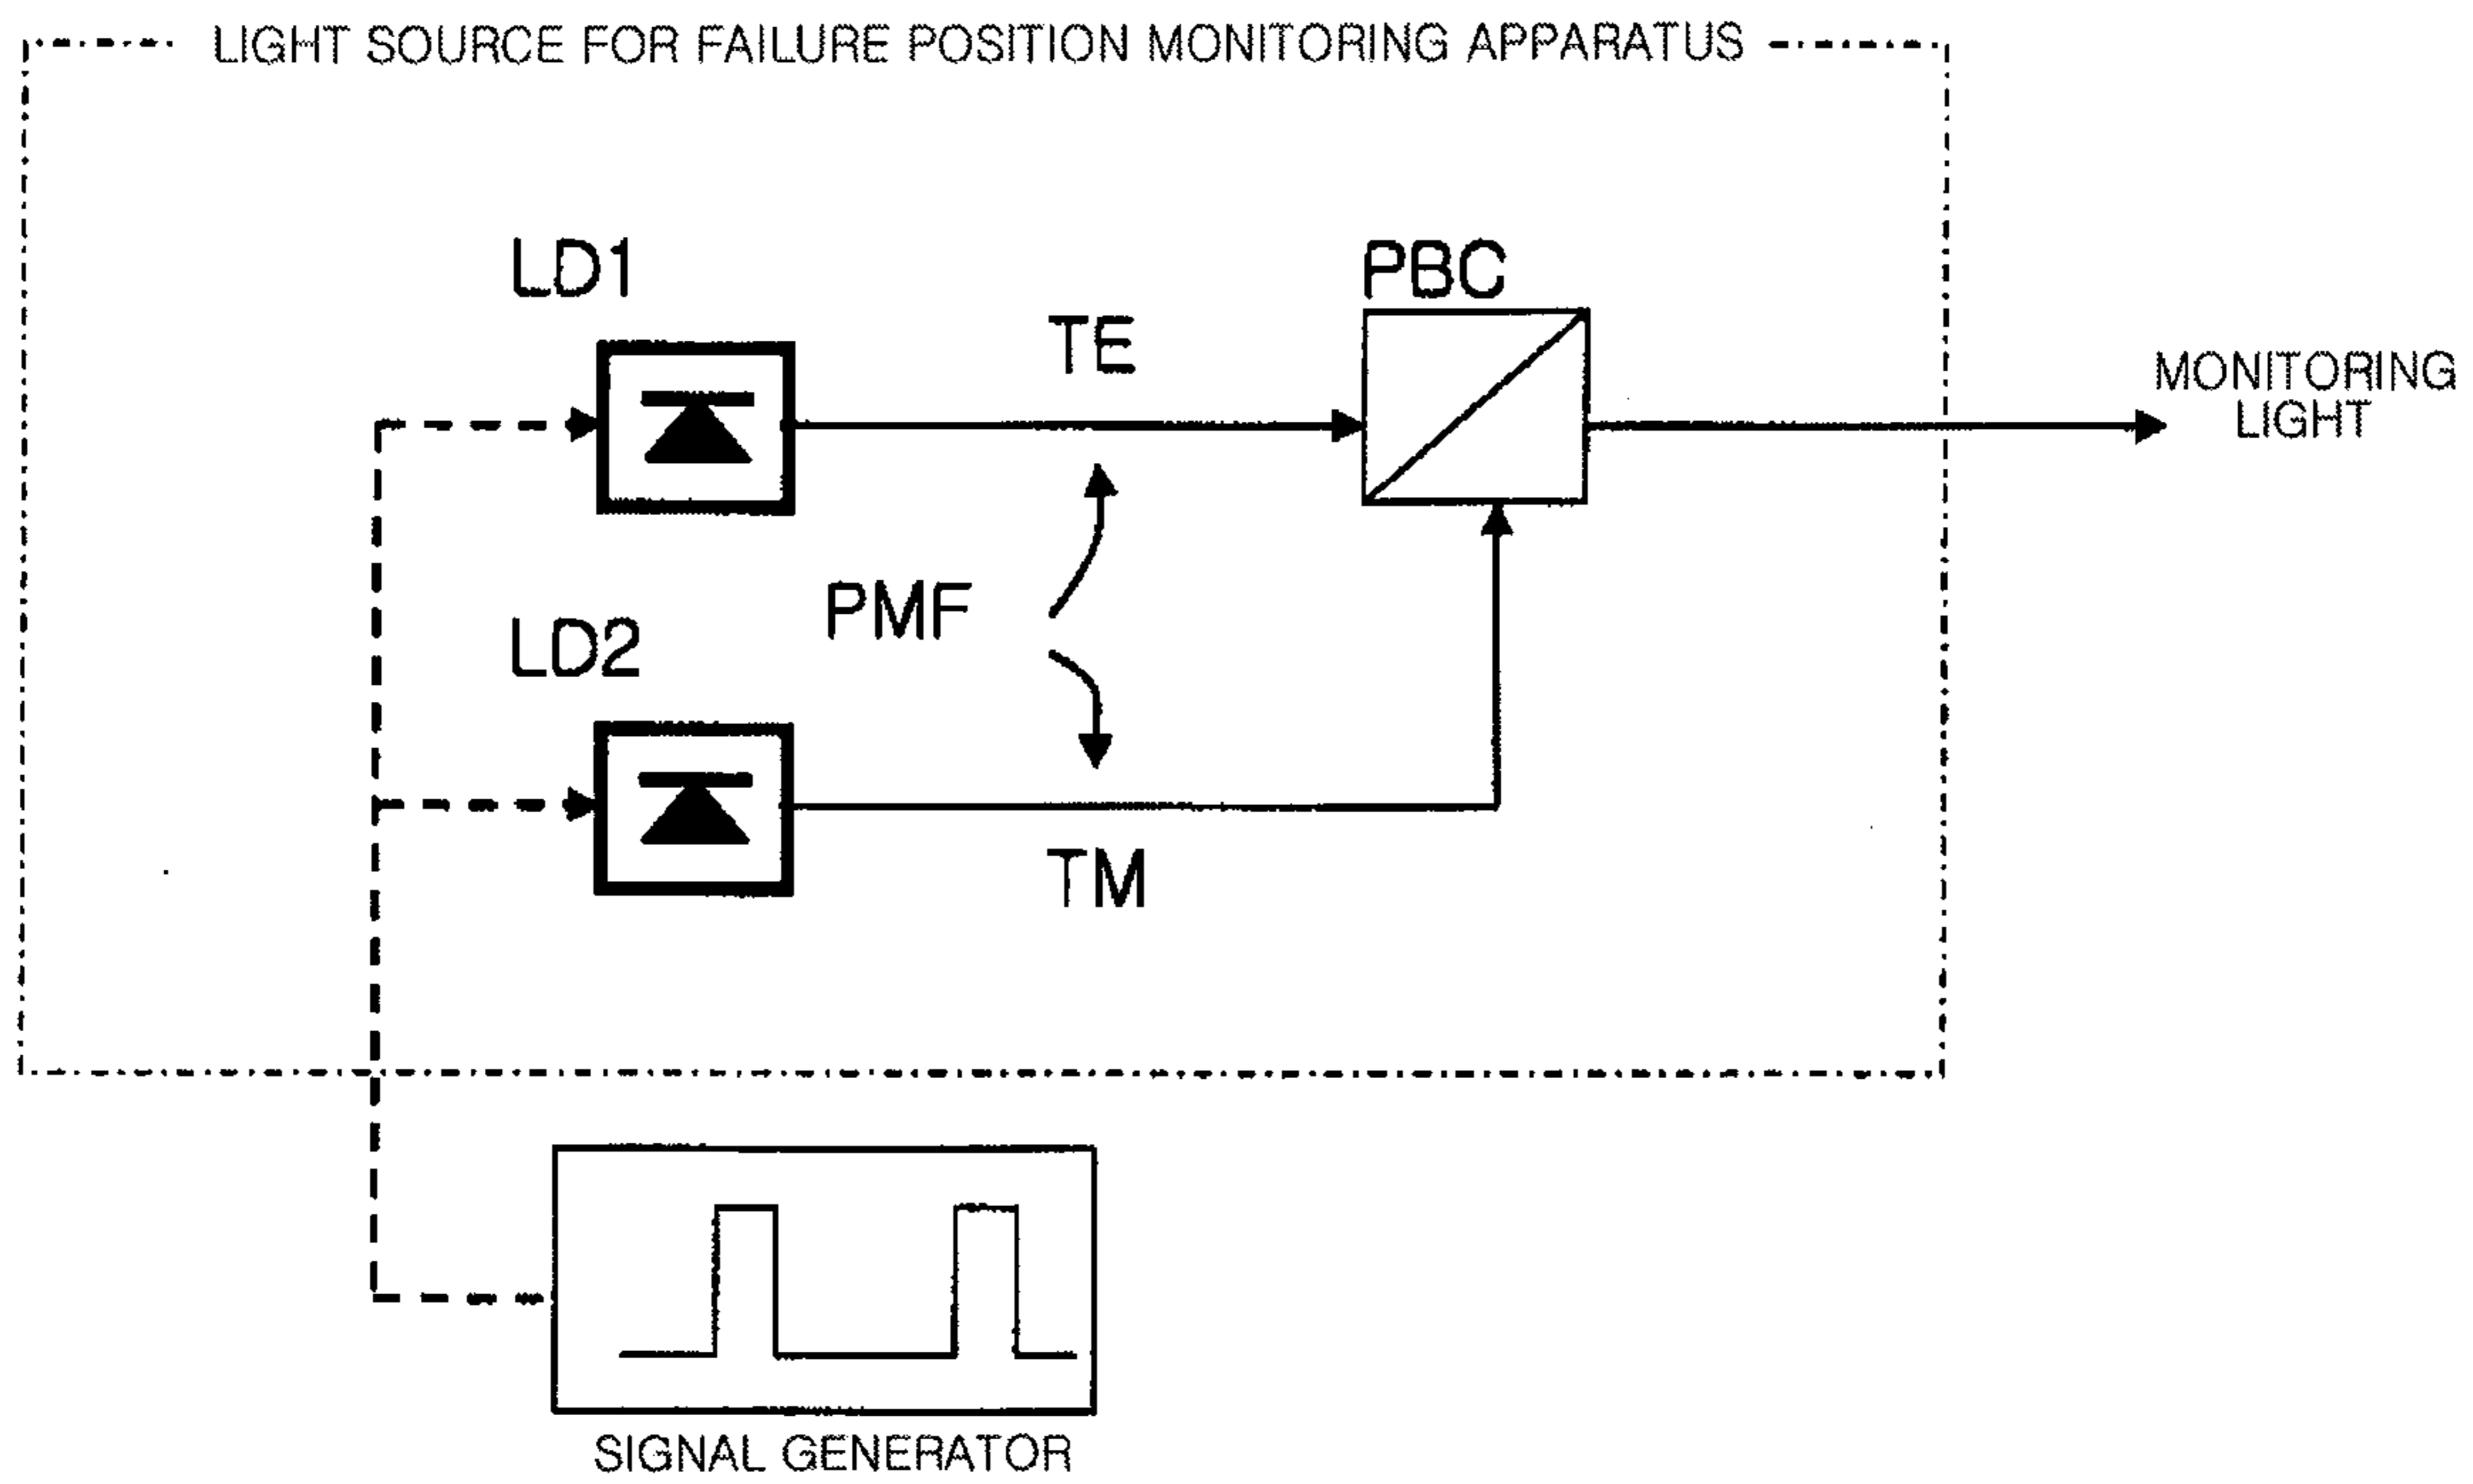 LIGHT SOURCE FOR FAILURE POSITION MONITORING APPARATUS
LD1
PBC
TE
MONITORING
LIGHT
PMF
LD2
TM
SIGNAL GENERATOR